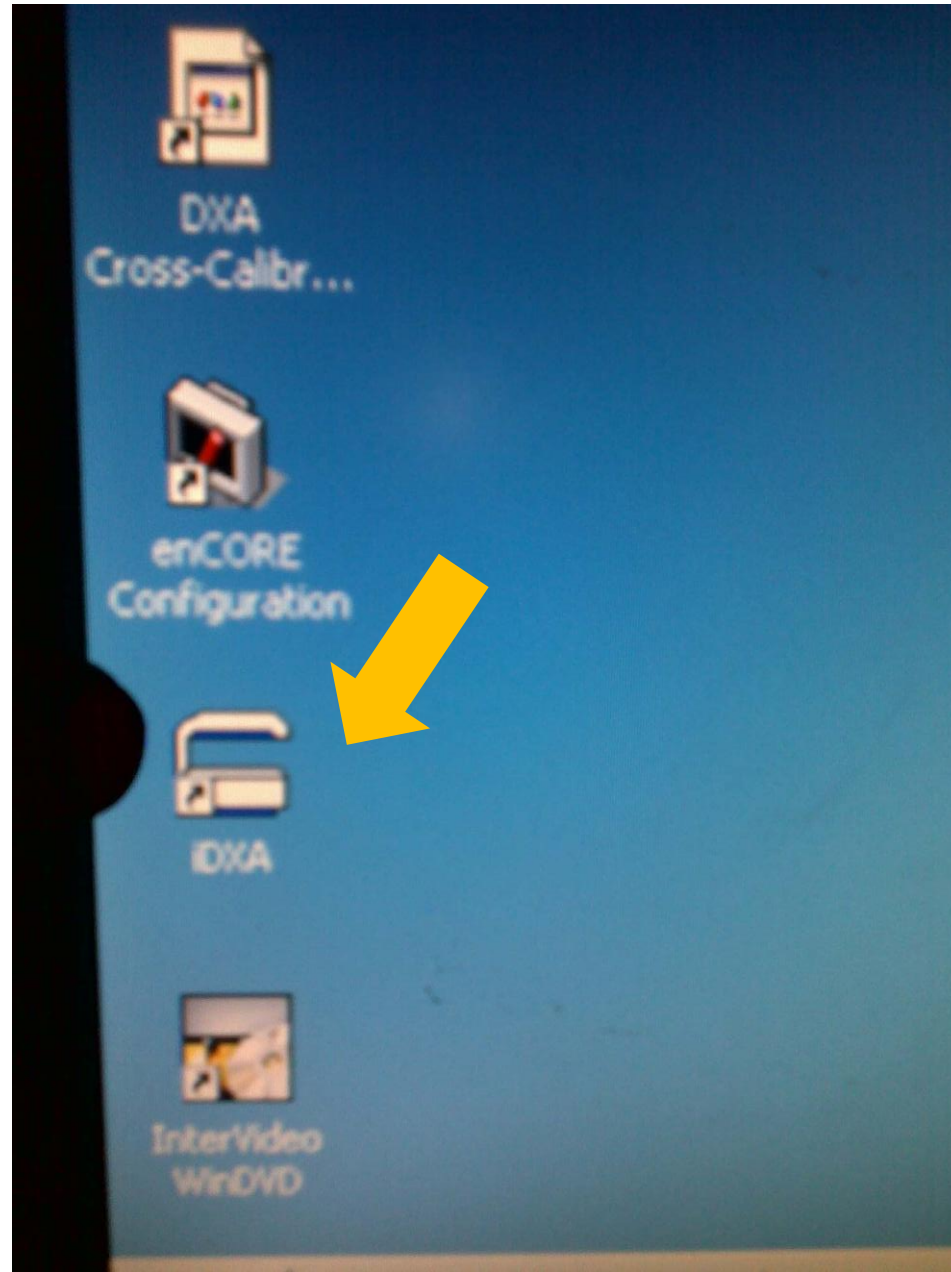 DXA
Cross-Calibr...
enCORE
Configuration
iDXA
InterVideo
WinDVD